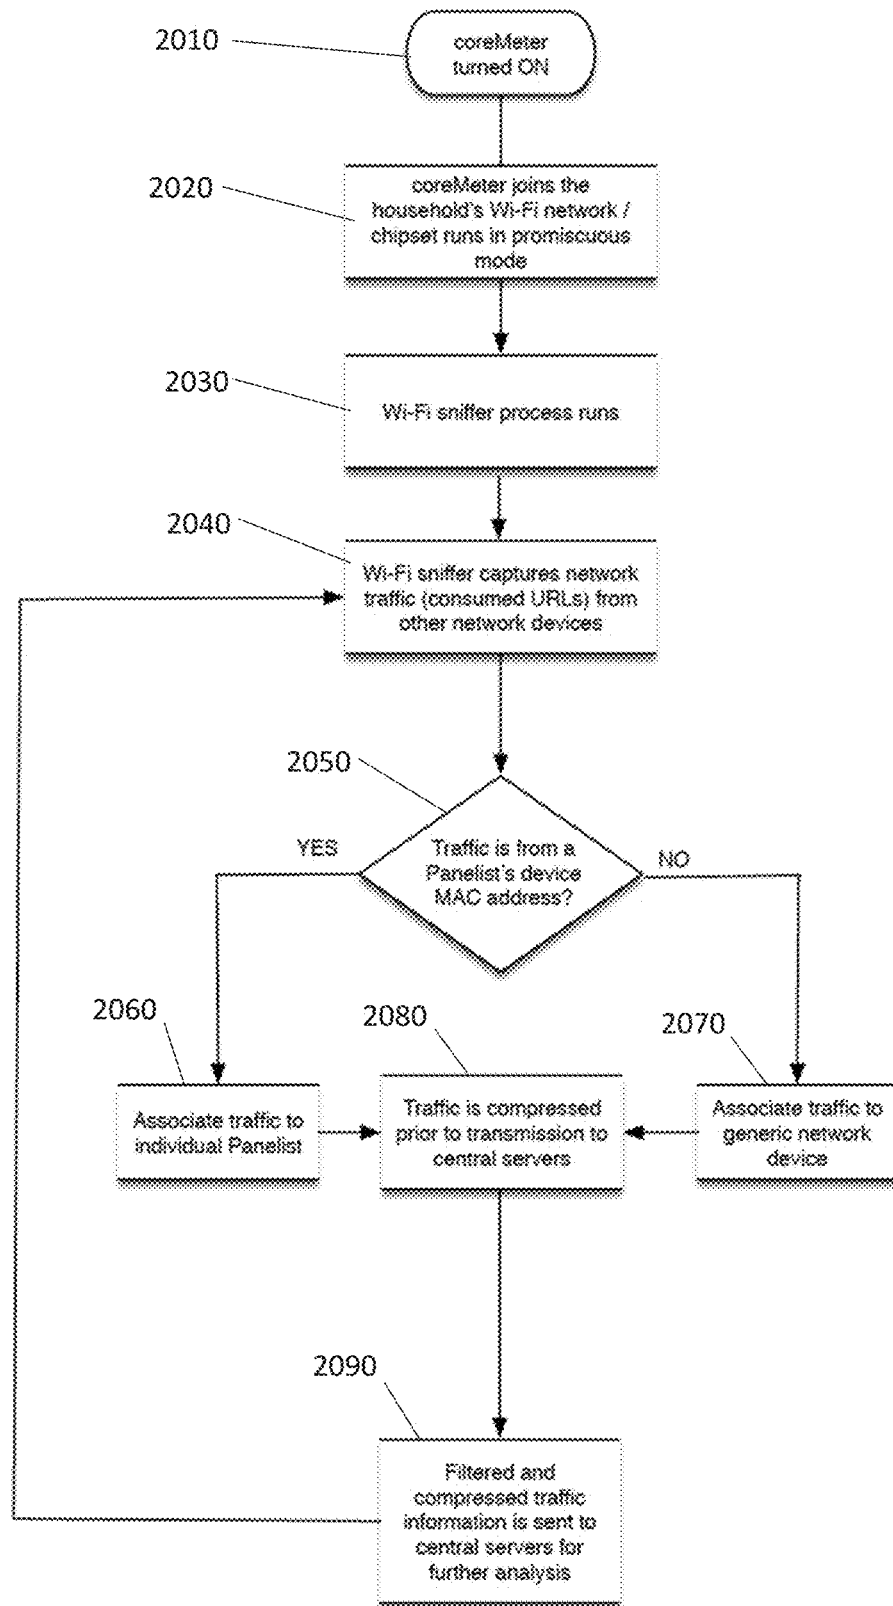 2010
coreMeter
turned ON
2020
coreMeter joins the
household's Wi-Fi network /
chipset runs in promiscuous
mode
2030
Wi-Fi sniffer process runs
2040
Wi-Fi sniffer captures network
traffic (consumed URLs) from
other network devices
2050
YES
Traffic is from a
Panelist's device
MAC address?
NO
2060
Associate traffic to
individual Panelist
2080
Traffic is compressed
prior to transmission to
central servers
2070
Associate traffic to
generic network
device
2090
Filtered and
compressed traffic
information is sent to
central servers for
further analysis